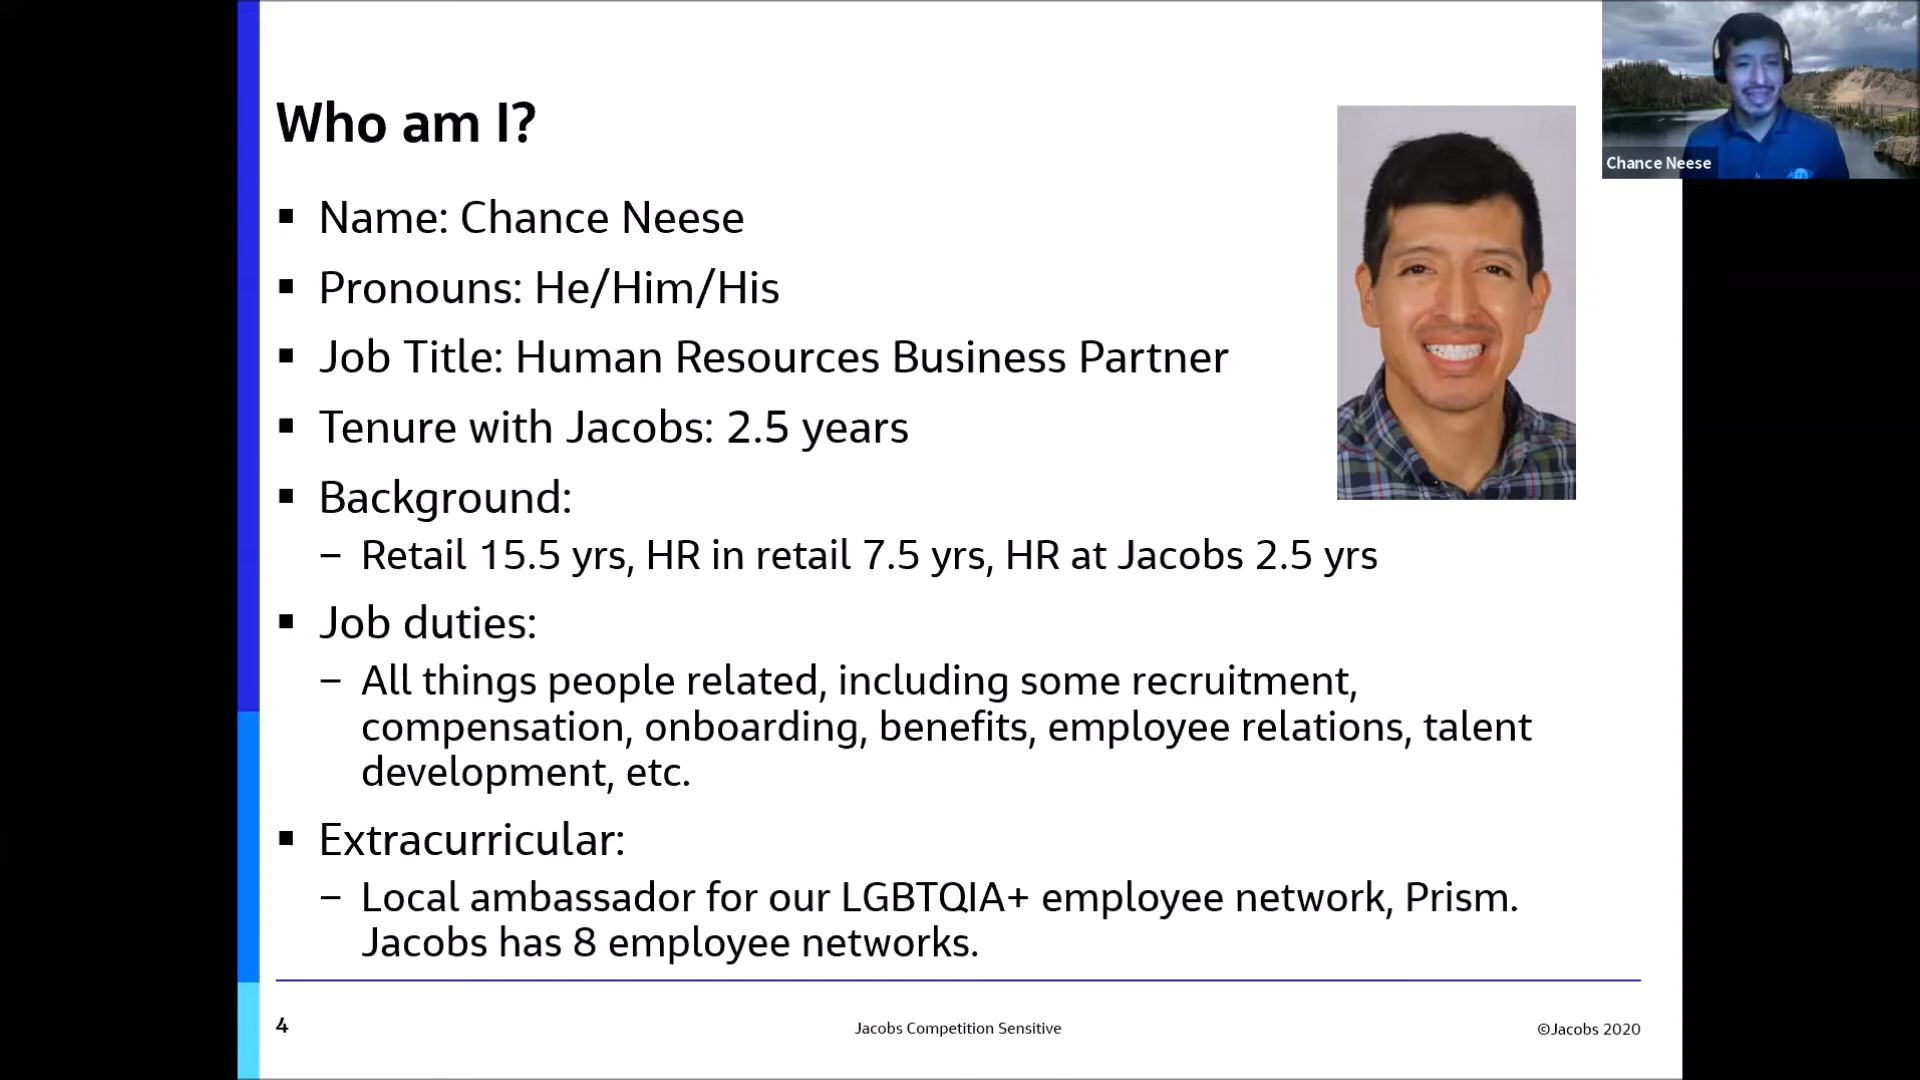 Who am I?
Chance Neese
▪ Name: Chance Neese
▪ Pronouns: He/Him/His
▪ Job Title: Human Resources Business Partner
▪ Tenure with Jacobs: 2.5 years
▪ Background:
– Retail 15.5 yrs, HR in retail 7.5 yrs, HR at Jacobs 2.5 yrs
▪ Job duties:
– All things people related, including some recruitment,
compensation, onboarding, benefits, employee relations, talent
development, etc.
▪ Extracurricular:
– Local ambassador for our LGBTQIA+ employee network, Prism.
Jacobs has 8 employee networks.
4
Jacobs Competition Sensitive
©Jacobs 2020